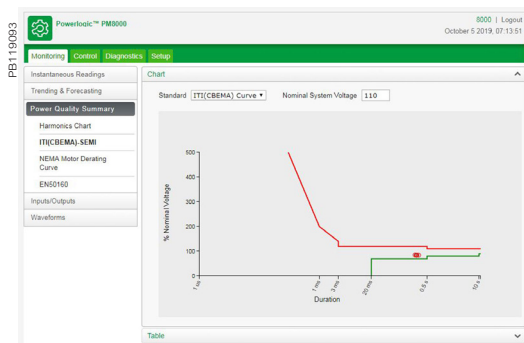 PB119093
Powerlogic™ PM8000
8000 | Logout
October 5 2019, 07:13:51
Monitoring Control Diagnostics Setup
Instantaneous Readings
Trending & Forecasting
Power Quality Summary
Harmonics Chart
ITI(CBEMA)-SEMI
NEMA Motor Derating
Curve
EN50160
Inputs/Outputs
Waveforms
Chart
Standard ITI(CBEMA) Curve Nominal System Voltage 110
% Nominal Voltage
500
400
300
200
100
0
1 us
1 ms
3 ms
20 ms
0.5 s
10 s
Duration
Table